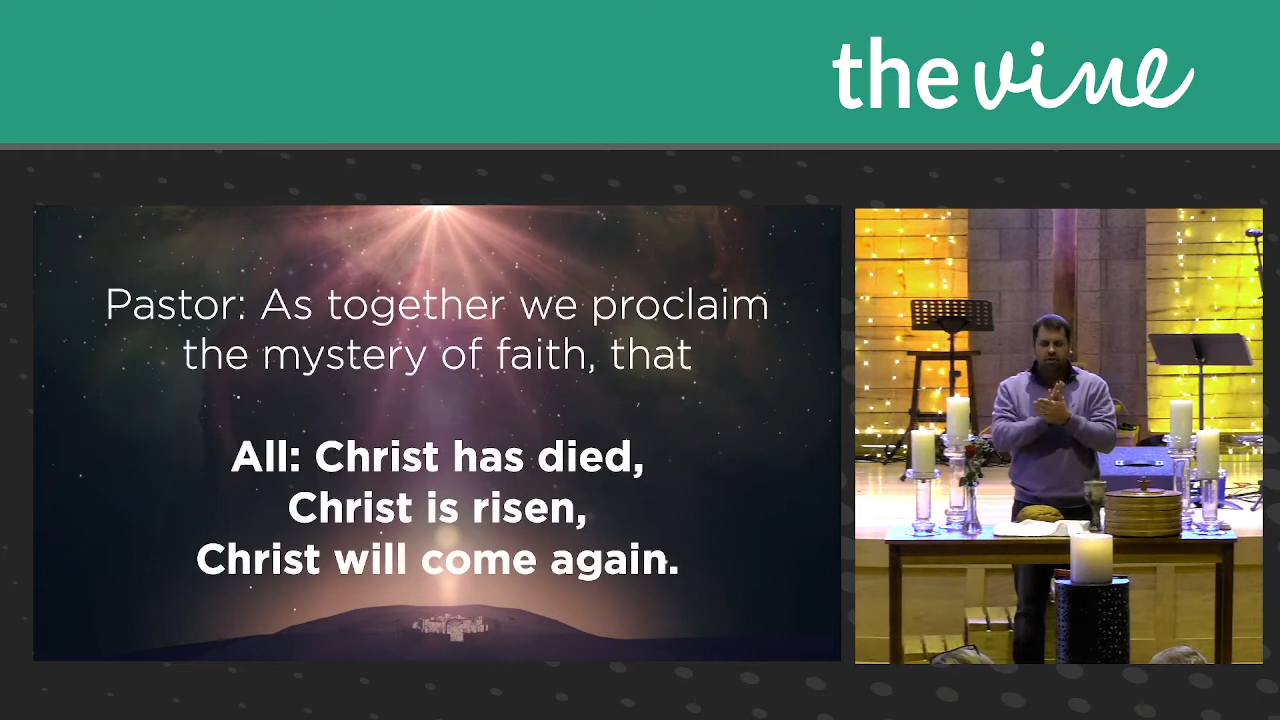 the vine
Pastor: As together we proclaim
the mystery of faith, that
All: Christ has died,
Christ is risen,
Christ will come again.